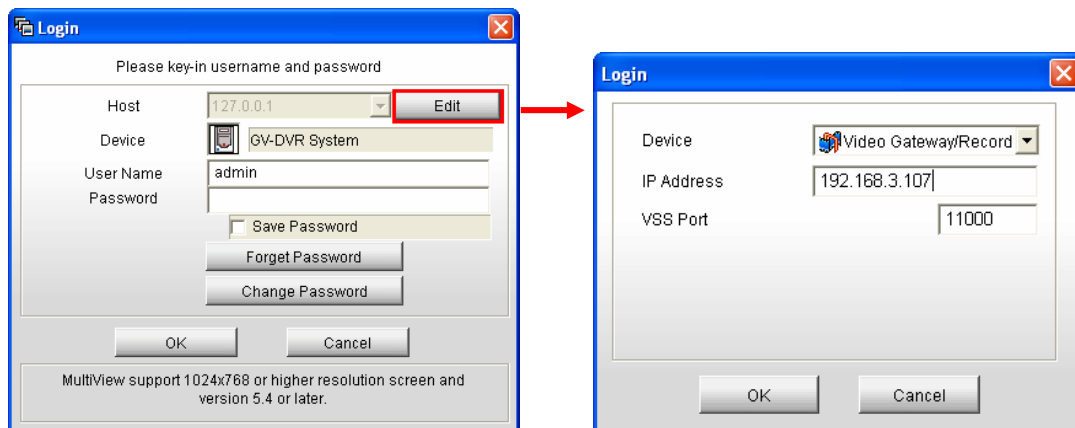 Login
Please key-in username and password
Host 127.0.0.1 Edit
Device GV-DVR System
User Name admin
Password
Save Password
Forget Password
Change Password
OK Cancel
MultiView support 1024x768 or higher resolution screen and
version 5.4 or later.
Login
Device Video Gateway/Record
IP Address 192.168.3.107
VSS Port 11000
OK Cancel